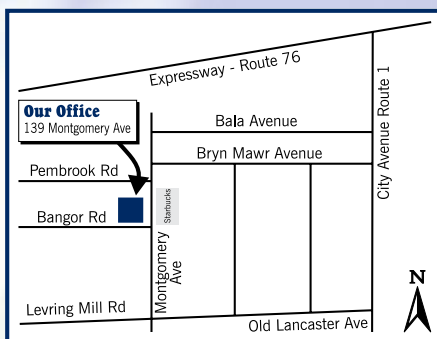 Expressway - Route 76
Our Office
139 Montgomery Ave
Bala Avenue
City Avenue Route 1
Bryn Mawr Avenue
Pembrook Rd
Starbucks
Bangor Rd
Montgomery
Ave
N
Levring Mill Rd
Old Lancaster Ave